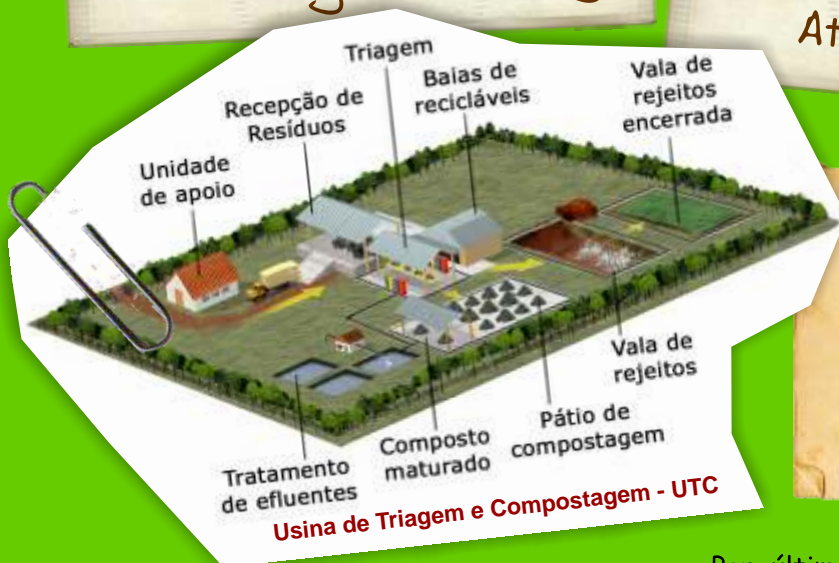 At
Triagem
Baias de
recicláveis
Vala de
rejeitos
encerrada
Recepção de
Resíduos
Unidade
de apoio
Vala de
rejeitos
Pátio de
compostagem
Composto
maturado
Tratamento
de efluentes
Usina de Triagem e Compostagem - UTC